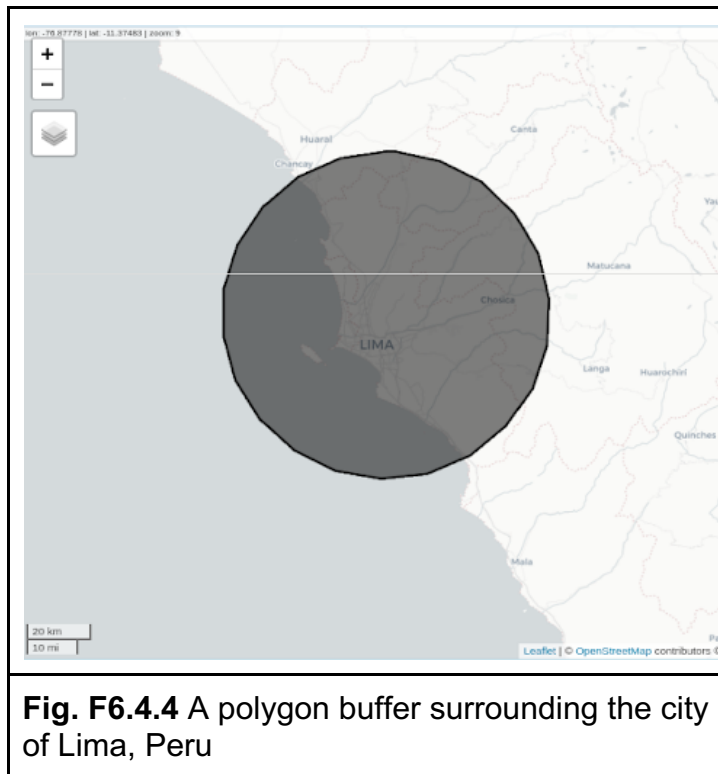 lon: -76.87778 | lat: -11.37483 | zoom: 9
+
−
Huaral
Canta
Chancay
Matucana
Chosica
LIMA
Langa
Huarochirí
Quinches
Mala
20 km
10 mi
Leaflet | © OpenStreetMap contributors ©
Fig. F6.4.4 A polygon buffer surrounding the city
of Lima, Peru